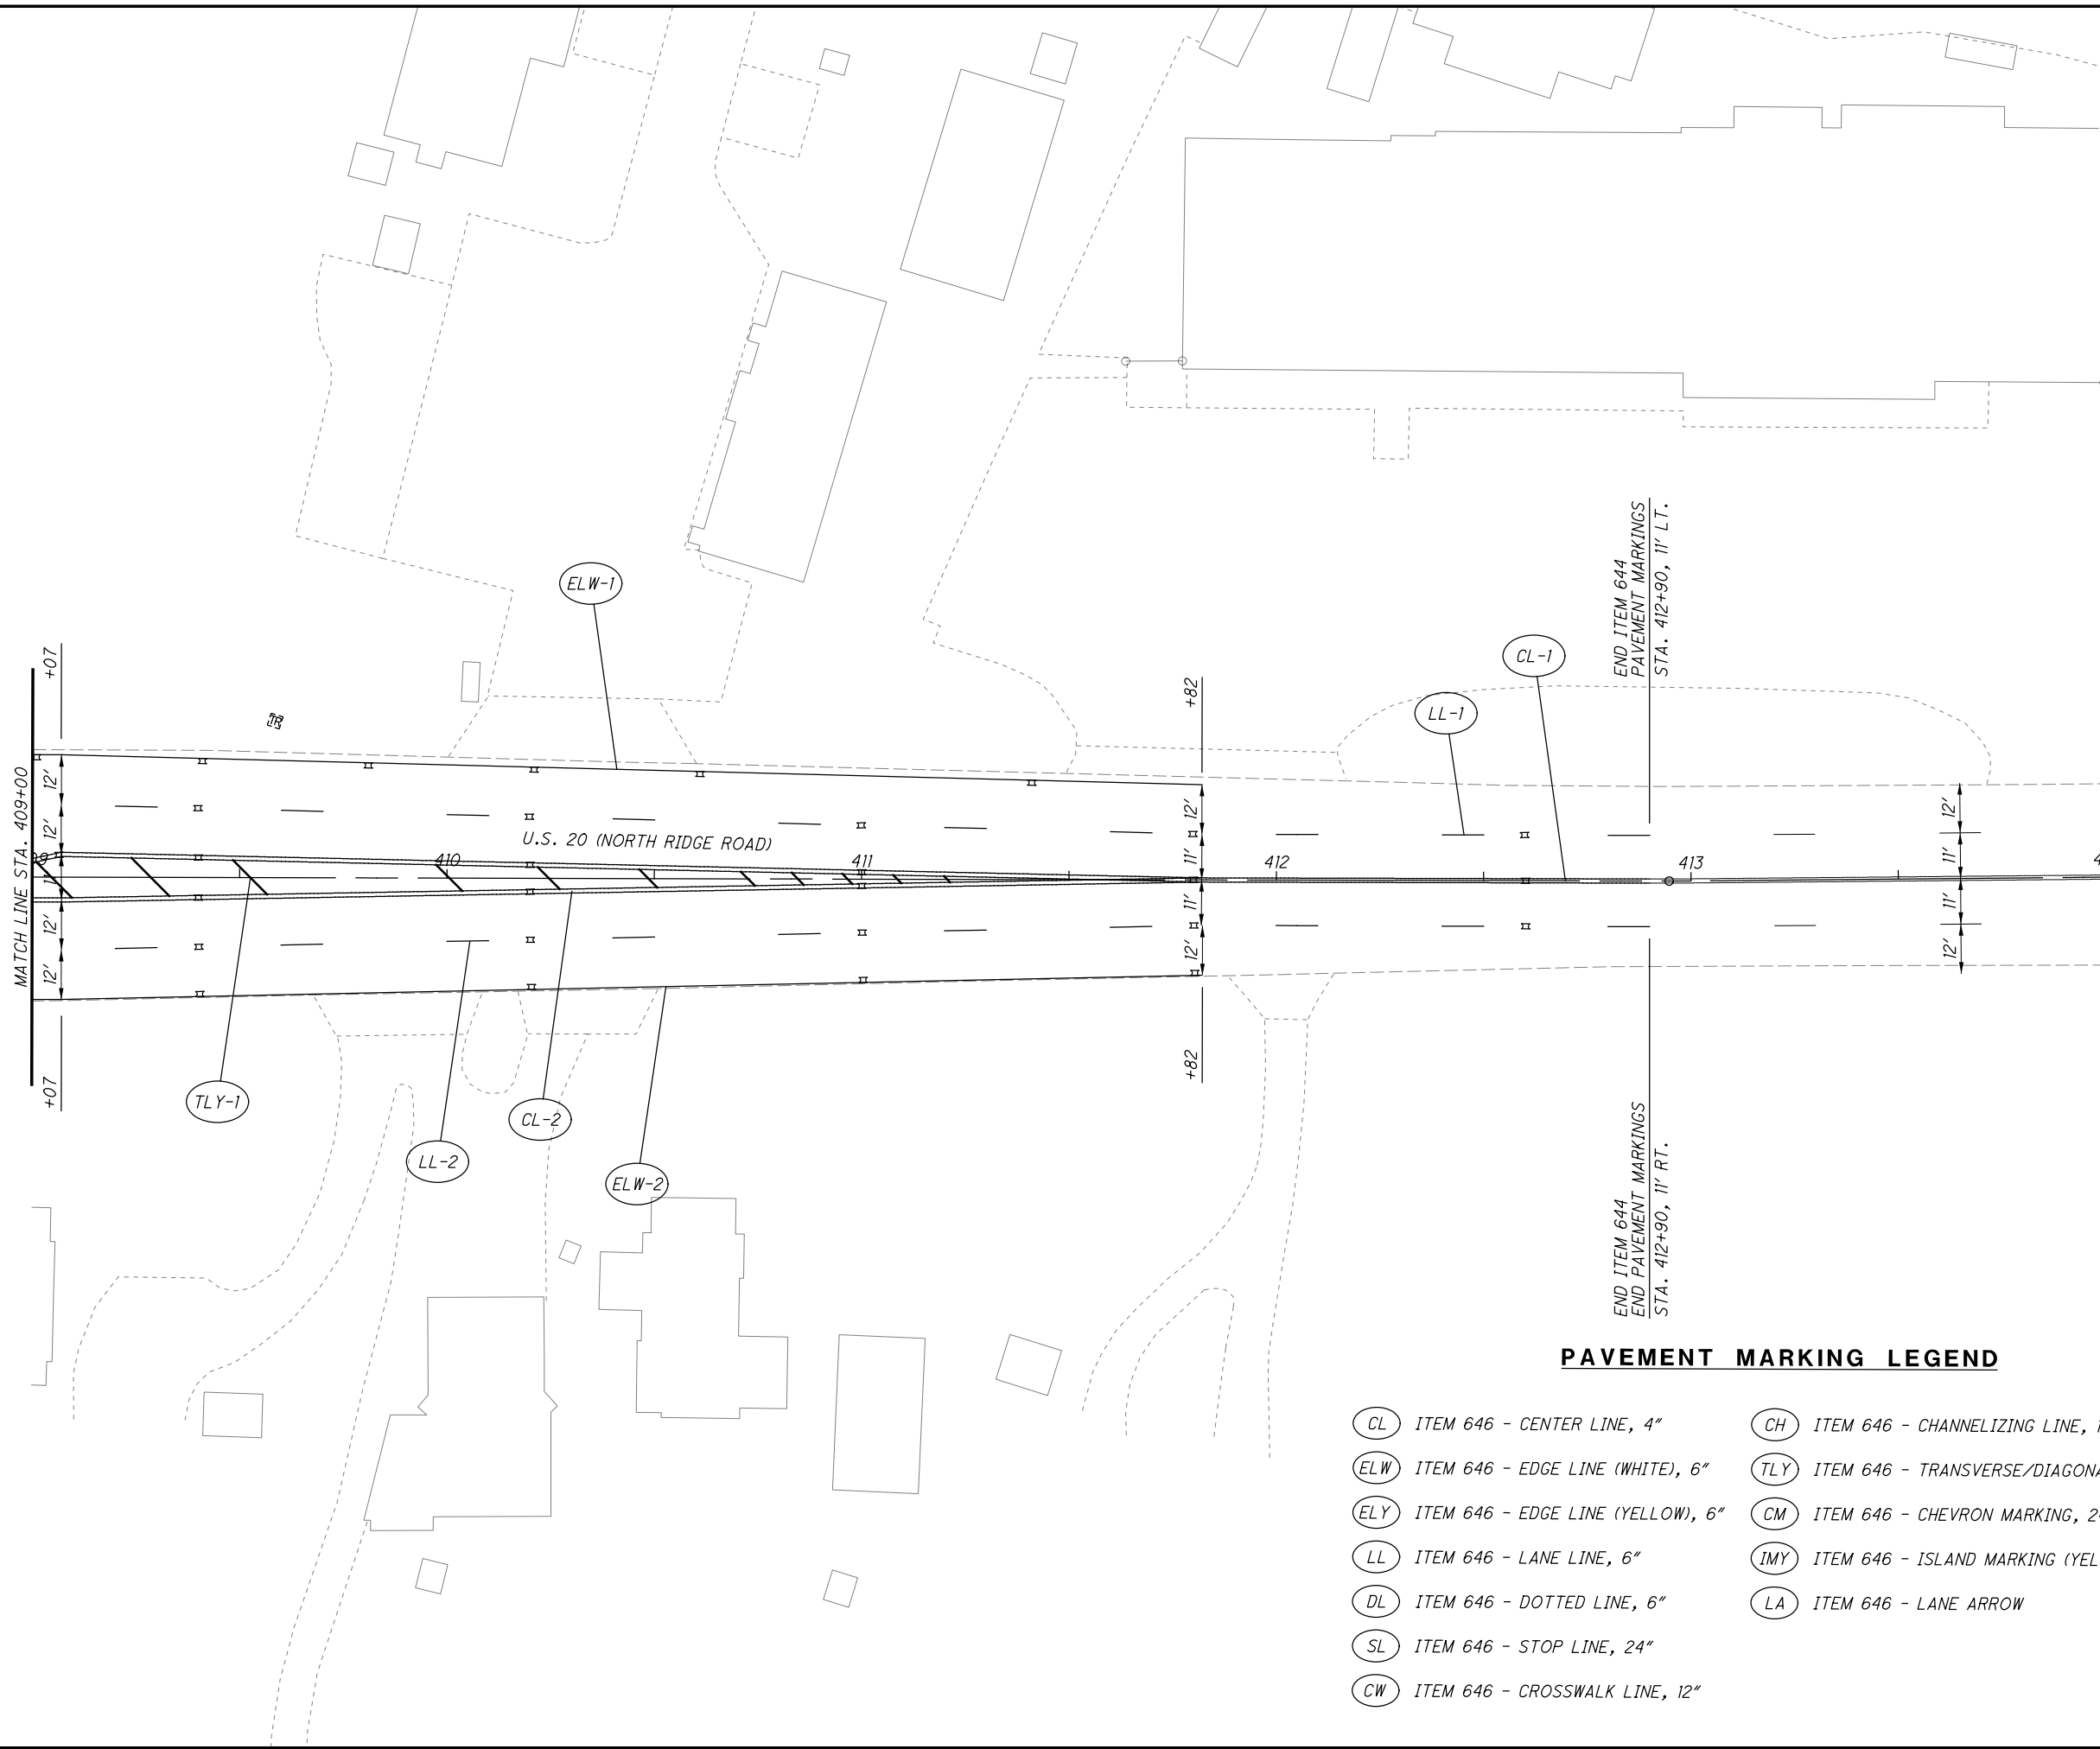 ELW-1
END ITEM 644
PAVEMENT MARKINGS
STA. 412+90, 11' LT.
CL-1
LL-1
+07
+82
TR
MATCH LINE STA. 409+00
12'
12'
11'
12'
12'
U.S. 20 (NORTH RIDGE ROAD)
410
411
412
413
12'
11'
11'
12'
12'
11'
11'
12'
+07
+82
TLY-1
LL-2
CL-2
ELW-2
END ITEM 644
END PAVEMENT MARKINGS
STA. 412+90, 11' RT.
PAVEMENT MARKING LEGEND
CL ITEM 646 - CENTER LINE, 4"
ELW ITEM 646 - EDGE LINE (WHITE), 6"
ELY ITEM 646 - EDGE LINE (YELLOW), 6"
LL ITEM 646 - LANE LINE, 6"
DL ITEM 646 - DOTTED LINE, 6"
SL ITEM 646 - STOP LINE, 24"
CW ITEM 646 - CROSSWALK LINE, 12"
CH ITEM 646 - CHANNELIZING LINE,
TLY ITEM 646 - TRANSVERSE/DIAGONA
CM ITEM 646 - CHEVRON MARKING, 2
IMY ITEM 646 - ISLAND MARKING (YEL
LA ITEM 646 - LANE ARROW